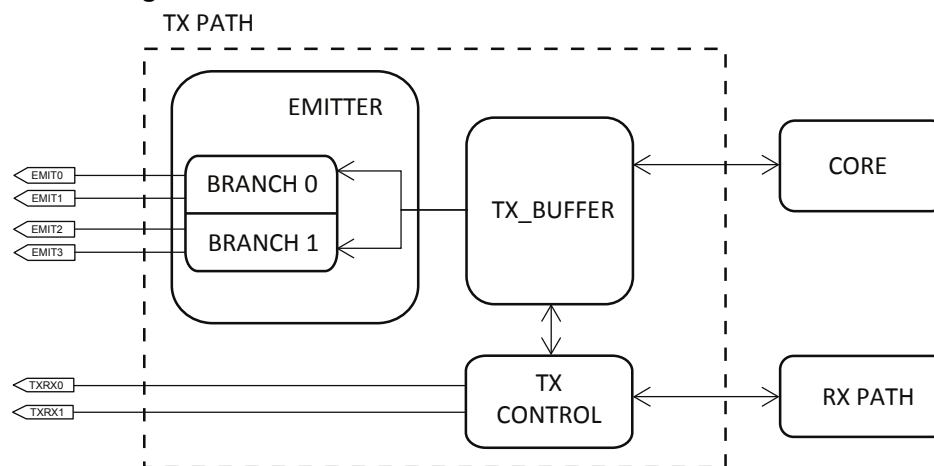 TX PATH
EMITTER
BRANCH 0
BRANCH 1
TX_BUFFER
CORE
EMIT0
EMIT1
EMIT2
EMIT3
TXRX0
TXRX1
TX
CONTROL
RX PATH